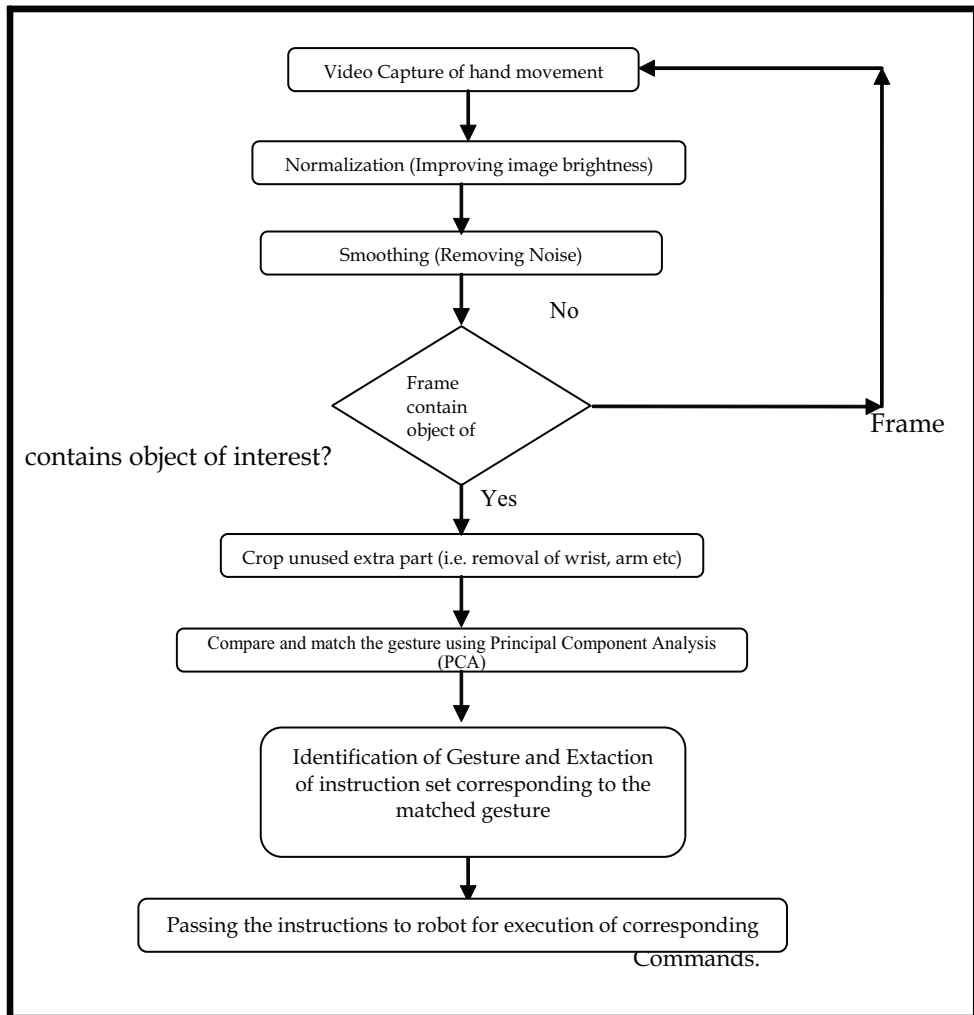 Video Capture of hand movement
Normalization (Improving image brightness)
Smoothing (Removing Noise)
No
Frame
contain
object of
Frame
contains object of interest?
Yes
Crop unused extra part (i.e. removal of wrist, arm etc)
Compare and match the gesture using Principal Component Analysis
(PCA)
Identification of Gesture and Extaction
of instruction set corresponding to the
matched gesture
Passing the instructions to robot for execution of corresponding
Commands.